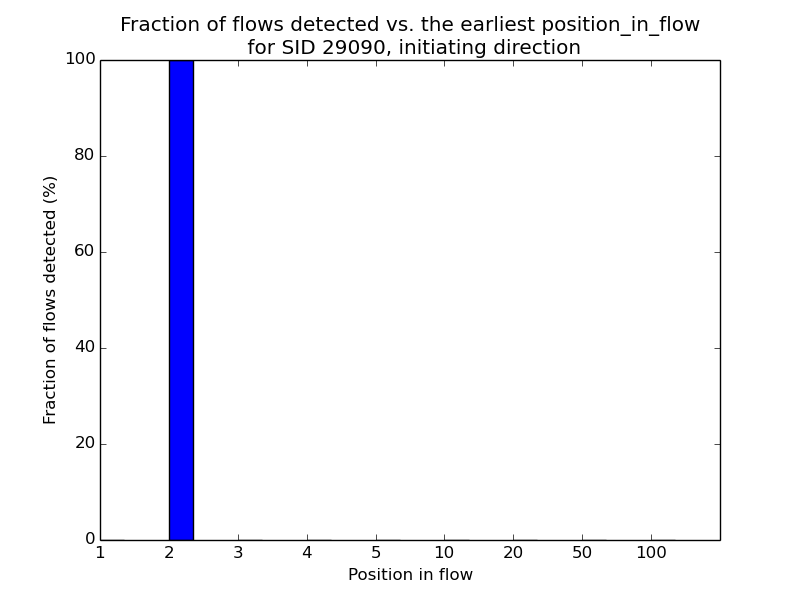 Fraction of flows detected vs. the earliest position_in_flow
for SID 29090, initiating direction
Fraction of flows detected (%)
100
80
60
40
20
0
1 2 3 4 5 10 20 50 100
Position in flow